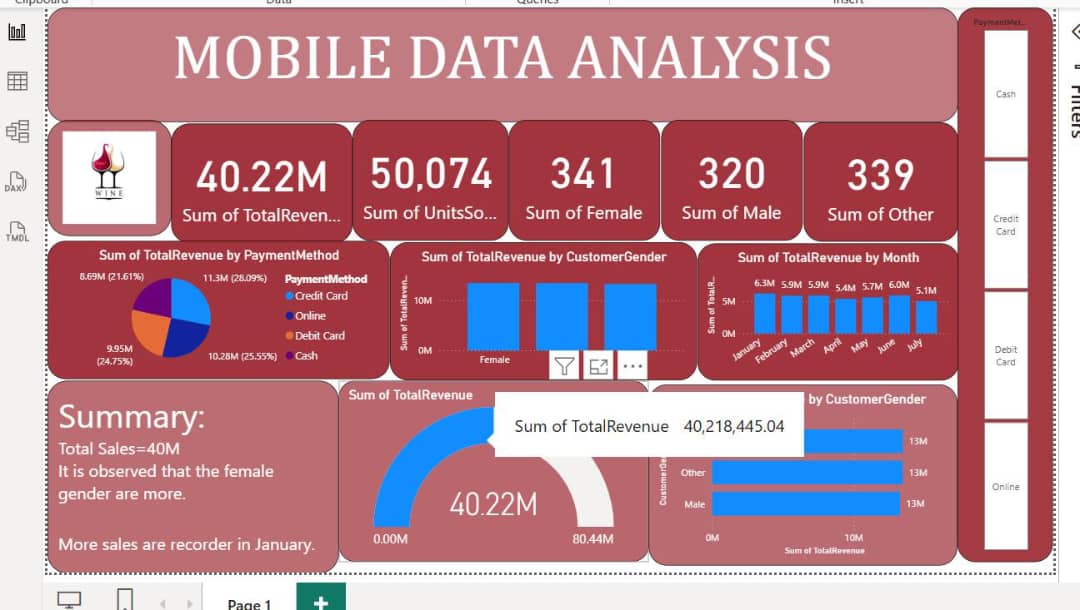 Clipboard
Data
Queries
Insert
MOBILE DATA ANALYSIS
PaymentMet...
Cash
Credit
Card
Debit
Card
Online
Filters
DAX
TMDL
WINE
40.22M
Sum of TotalReven...
50,074
Sum of UnitsSo...
341
Sum of Female
320
Sum of Male
339
Sum of Other
Sum of TotalRevenue by PaymentMethod
8.69M (21.61%)
11.3M (28.09%)
9.95M
(24.75%)
10.28M (25.55%)
PaymentMethod
Credit Card
Online
Debit Card
Cash
Sum of TotalRevenue by CustomerGender
Sum of TotalReven...
10M
0M
Female
Sum of TotalRevenue by Month
Sum of TotalR...
5M
0M
6.3M 5.9M 5.9M 5.4M 5.7M 6.0M 5.1M
January February March April May June July
Summary:
Total Sales=40M
It is observed that the female
gender are more.
More sales are recorder in January.
Sum of TotalRevenue
40.22M
0.00M
80.44M
Sum of TotalRevenue 40,218,445.04
by CustomerGender
CustomerGe
13M
Other 13M
Male 13M
0M 10M
Sum of TotalRevenue
Page 1
+